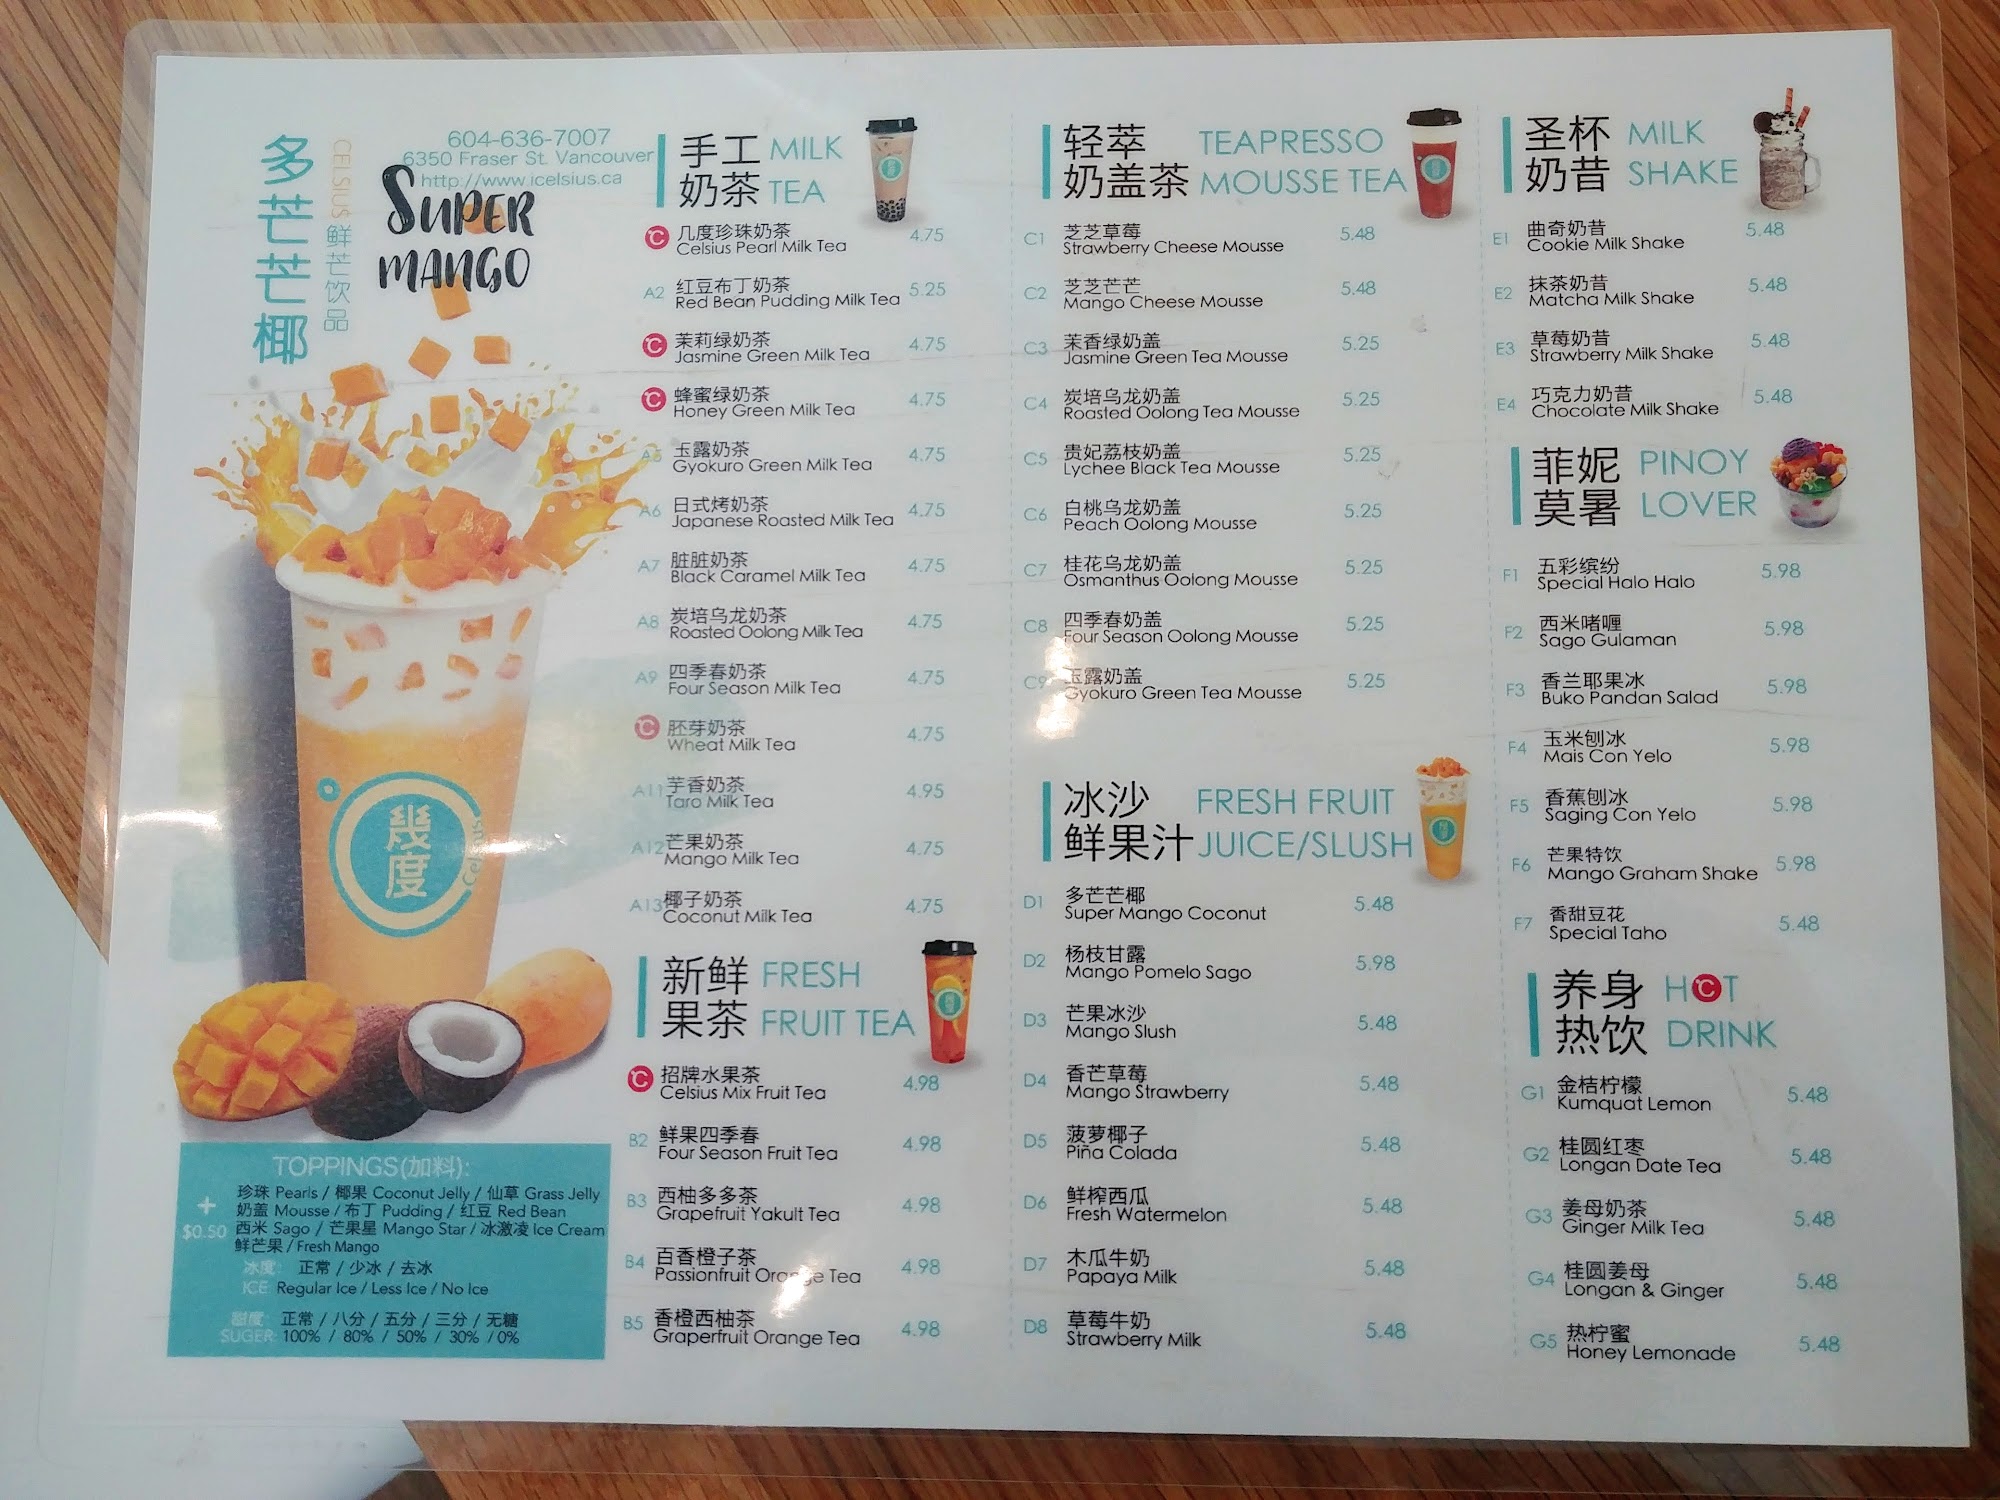 多芒芒椰
CELSIUS鲜芒饮品
604-636-7007
6350 Fraser St. Vancouver
http://www.icelsius.ca
SUPER
MANGO
幾度
Celsius
TOPPINGS(加料):
+
$0.50
珍珠 Pearls / 椰果 Coconut Jelly / 仙草 Grass Jelly
奶盖 Mousse / 布丁 Pudding / 红豆 Red Bean
西米 Sago / 芒果星 Mango Star / 冰激凌 Ice Cream
鲜芒果 / Fresh Mango
冰度: 正常 / 少冰 / 去冰
ICE: Regular Ice / Less Ice / No Ice
甜度: 正常 / 八分 / 五分 / 三分 / 无糖
SUGER: 100% / 80% / 50% / 30% / 0%
手工 MILK
奶茶 TEA
℃ 几度珍珠奶茶 4.75
Celsius Pearl Milk Tea
A2 红豆布丁奶茶 5.25
Red Bean Pudding Milk Tea
℃ 茉莉绿奶茶 4.75
Jasmine Green Milk Tea
℃ 蜂蜜绿奶茶 4.75
Honey Green Milk Tea
A5 玉露奶茶 4.75
Gyokuro Green Milk Tea
A6 日式烤奶茶 4.75
Japanese Roasted Milk Tea
A7 脏脏奶茶 4.75
Black Caramel Milk Tea
A8 炭培乌龙奶茶 4.75
Roasted Oolong Milk Tea
A9 四季春奶茶 4.75
Four Season Milk Tea
℃ 胚芽奶茶 4.75
Wheat Milk Tea
A11 芋香奶茶 4.95
Taro Milk Tea
A12 芒果奶茶 4.75
Mango Milk Tea
A13 椰子奶茶 4.75
Coconut Milk Tea
新鲜 FRESH
果茶 FRUIT TEA
℃ 招牌水果茶 4.98
Celsius Mix Fruit Tea
B2 鲜果四季春 4.98
Four Season Fruit Tea
B3 西柚多多茶 4.98
Grapefruit Yakult Tea
B4 百香橙子茶 4.98
Passionfruit Orange Tea
B5 香橙西柚茶 4.98
Graperfruit Orange Tea
轻萃 TEAPRESSO
奶盖茶 MOUSSE TEA
C1 芝芝草莓 5.48
Strawberry Cheese Mousse
C2 芝芝芒芒 5.48
Mango Cheese Mousse
C3 茉香绿奶盖 5.25
Jasmine Green Tea Mousse
C4 炭培乌龙奶盖 5.25
Roasted Oolong Tea Mousse
C5 贵妃荔枝奶盖 5.25
Lychee Black Tea Mousse
C6 白桃乌龙奶盖 5.25
Peach Oolong Mousse
C7 桂花乌龙奶盖 5.25
Osmanthus Oolong Mousse
C8 四季春奶盖 5.25
Four Season Oolong Mousse
C9 玉露奶盖 5.25
Gyokuro Green Tea Mousse
冰沙 FRESH FRUIT
鲜果汁 JUICE/SLUSH
D1 多芒芒椰 5.48
Super Mango Coconut
D2 杨枝甘露 5.98
Mango Pomelo Sago
D3 芒果冰沙 5.48
Mango Slush
D4 香芒草莓 5.48
Mango Strawberry
D5 菠萝椰子 5.48
Piña Colada
D6 鲜榨西瓜 5.48
Fresh Watermelon
D7 木瓜牛奶 5.48
Papaya Milk
D8 草莓牛奶 5.48
Strawberry Milk
圣杯 MILK
奶昔 SHAKE
E1 曲奇奶昔 5.48
Cookie Milk Shake
E2 抹茶奶昔 5.48
Matcha Milk Shake
E3 草莓奶昔 5.48
Strawberry Milk Shake
E4 巧克力奶昔 5.48
Chocolate Milk Shake
菲妮 PINOY
莫暑 LOVER
F1 五彩缤纷 5.98
Special Halo Halo
F2 西米啫喱 5.98
Sago Gulaman
F3 香兰耶果冰 5.98
Buko Pandan Salad
F4 玉米刨冰 5.98
Mais Con Yelo
F5 香蕉刨冰 5.98
Saging Con Yelo
F6 芒果特饮 5.98
Mango Graham Shake
F7 香甜豆花 5.48
Special Taho
养身 H℃T
热饮 DRINK
G1 金桔柠檬 5.48
Kumquat Lemon
G2 桂圆红枣 5.48
Longan Date Tea
G3 姜母奶茶 5.48
Ginger Milk Tea
G4 桂圆姜母 5.48
Longan & Ginger
G5 热柠蜜 5.48
Honey Lemonade